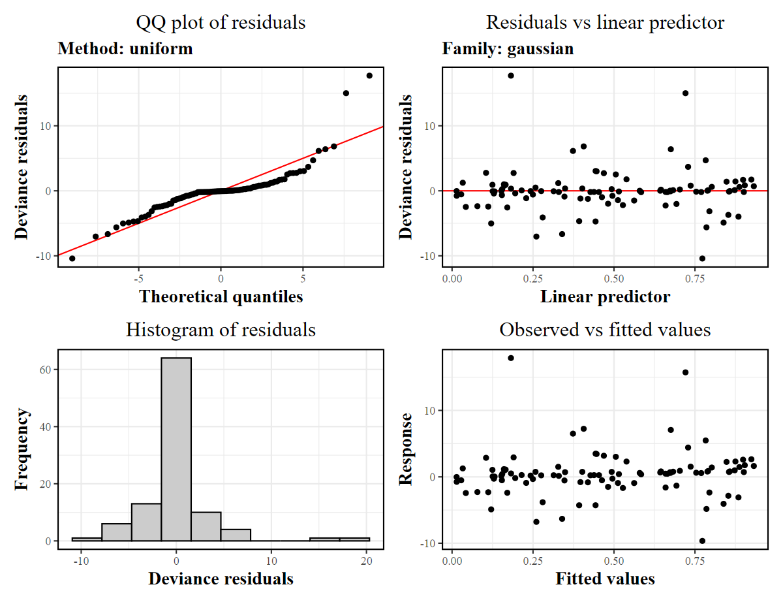 QQ plot of residuals
Method: uniform
Deviance residuals
10
0
-10
-5
0
5
Theoretical quantiles
Residuals vs linear predictor
Family: gaussian
Deviance residuals
10
0
-10
0.00
0.25
0.50
0.75
Linear predictor
Histogram of residuals
Frequency
60
40
20
0
-10
0
10
20
Deviance residuals
Observed vs fitted values
Response
10
0
-10
0.00
0.25
0.50
0.75
Fitted values